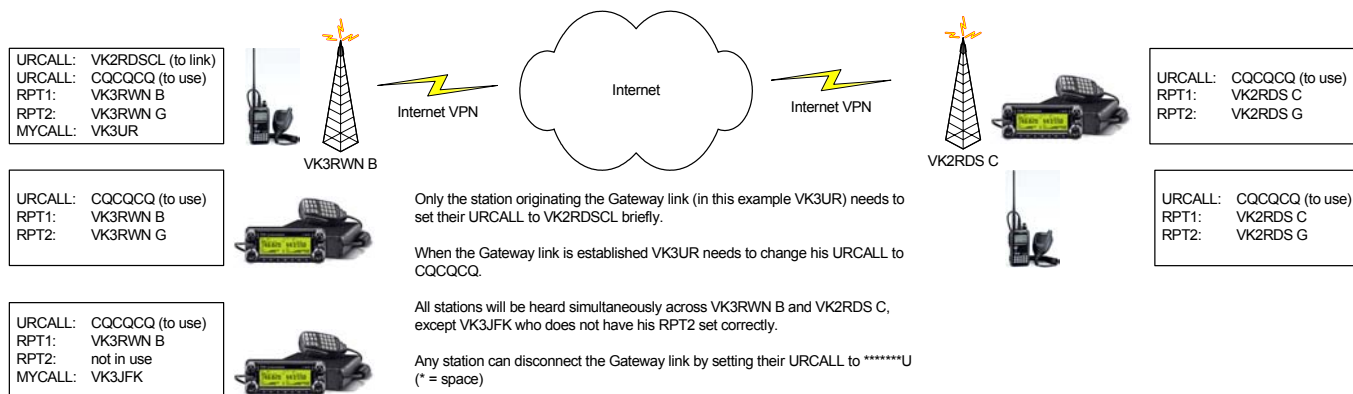 URCALL: VK2RDSCL (to link)
URCALL: CQCQCQ (to use)
RPT1: VK3RWN B
RPT2: VK3RWN G
MYCALL: VK3UR
VK3RWN B
Internet VPN
Internet
Internet VPN
VK2RDS C
URCALL: CQCQCQ (to use)
RPT1: VK2RDS C
RPT2: VK2RDS G
URCALL: CQCQCQ (to use)
RPT1: VK3RWN B
RPT2: VK3RWN G
Only the station originating the Gateway link (in this example VK3UR) needs to
set their URCALL to VK2RDSCL briefly.
When the Gateway link is established VK3UR needs to change his URCALL to
CQCQCQ.
All stations will be heard simultaneously across VK3RWN B and VK2RDS C,
except VK3JFK who does not have his RPT2 set correctly.
Any station can disconnect the Gateway link by setting their URCALL to *******U
(* = space)
URCALL: CQCQCQ (to use)
RPT1: VK2RDS C
RPT2: VK2RDS G
URCALL: CQCQCQ (to use)
RPT1: VK3RWN B
RPT2: not in use
MYCALL: VK3JFK